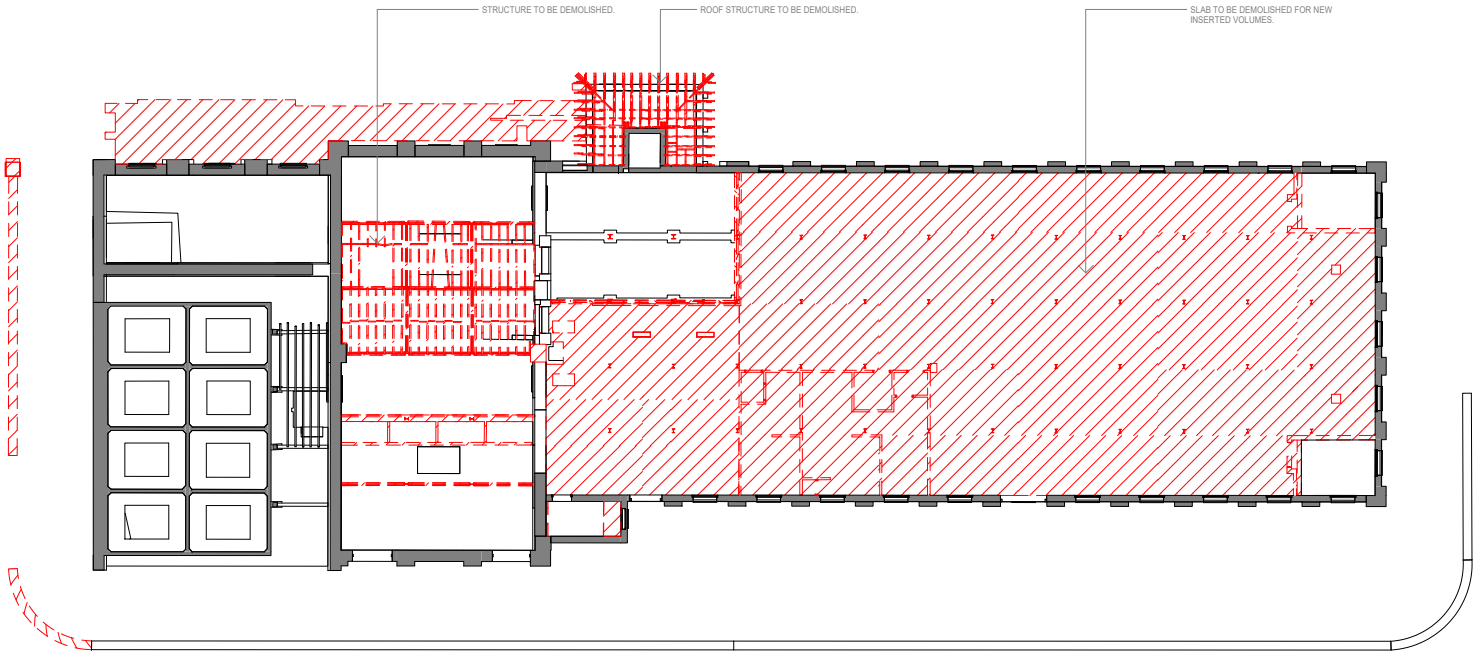 STRUCTURE TO BE DEMOLISHED.
ROOF STRUCTURE TO BE DEMOLISHED.
SLAB TO BE DEMOLISHED FOR NEW
INSERTED VOLUMES.